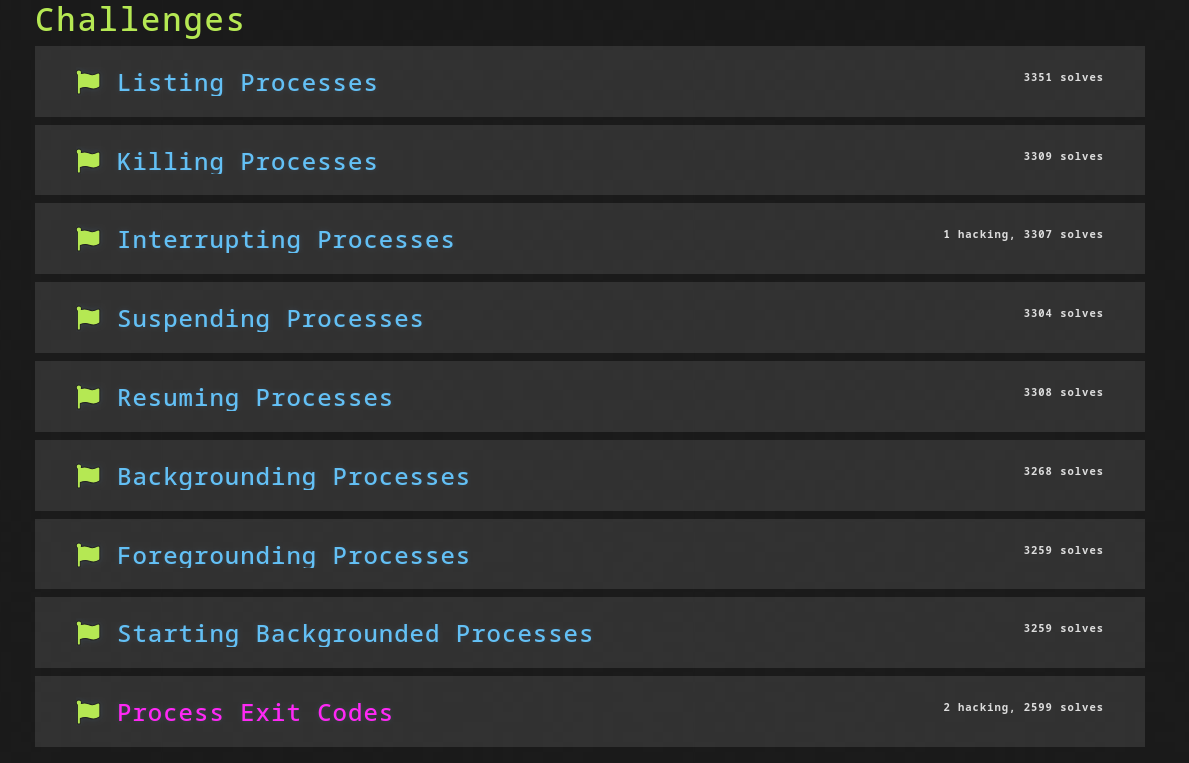 Challenges
Listing Processes 3351 solves
Killing Processes 3309 solves
Interrupting Processes 1 hacking, 3307 solves
Suspending Processes 3304 solves
Resuming Processes 3308 solves
Backgrounding Processes 3268 solves
Foregrounding Processes 3259 solves
Starting Backgrounded Processes 3259 solves
Process Exit Codes 2 hacking, 2599 solves